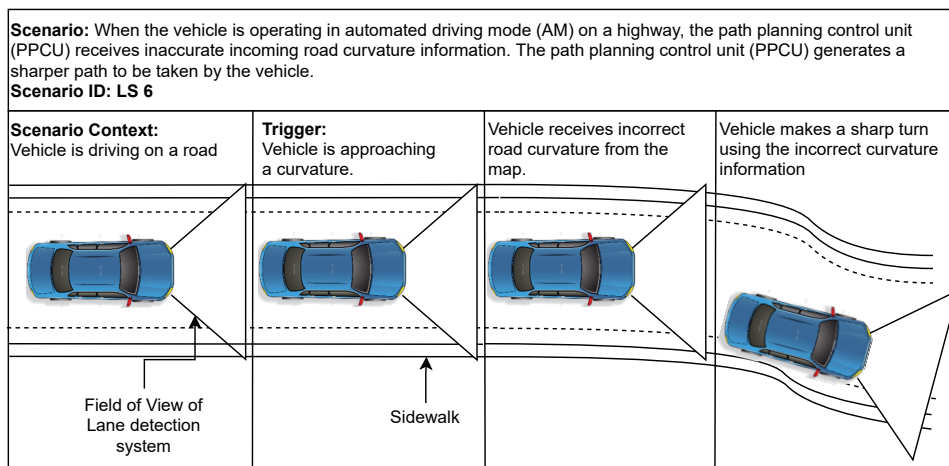 Scenario: When the vehicle is operating in automated driving mode (AM) on a highway, the path planning control unit
(PPCU) receives inaccurate incoming road curvature information. The path planning control unit (PPCU) generates a
sharper path to be taken by the vehicle.
Scenario ID: LS 6
Scenario Context:
Vehicle is driving on a road
Trigger:
Vehicle is approaching
a curvature.
Vehicle receives incorrect
road curvature from the
map.
Vehicle makes a sharp turn
using the incorrect curvature
information
Field of View of
Lane detection
system
Sidewalk